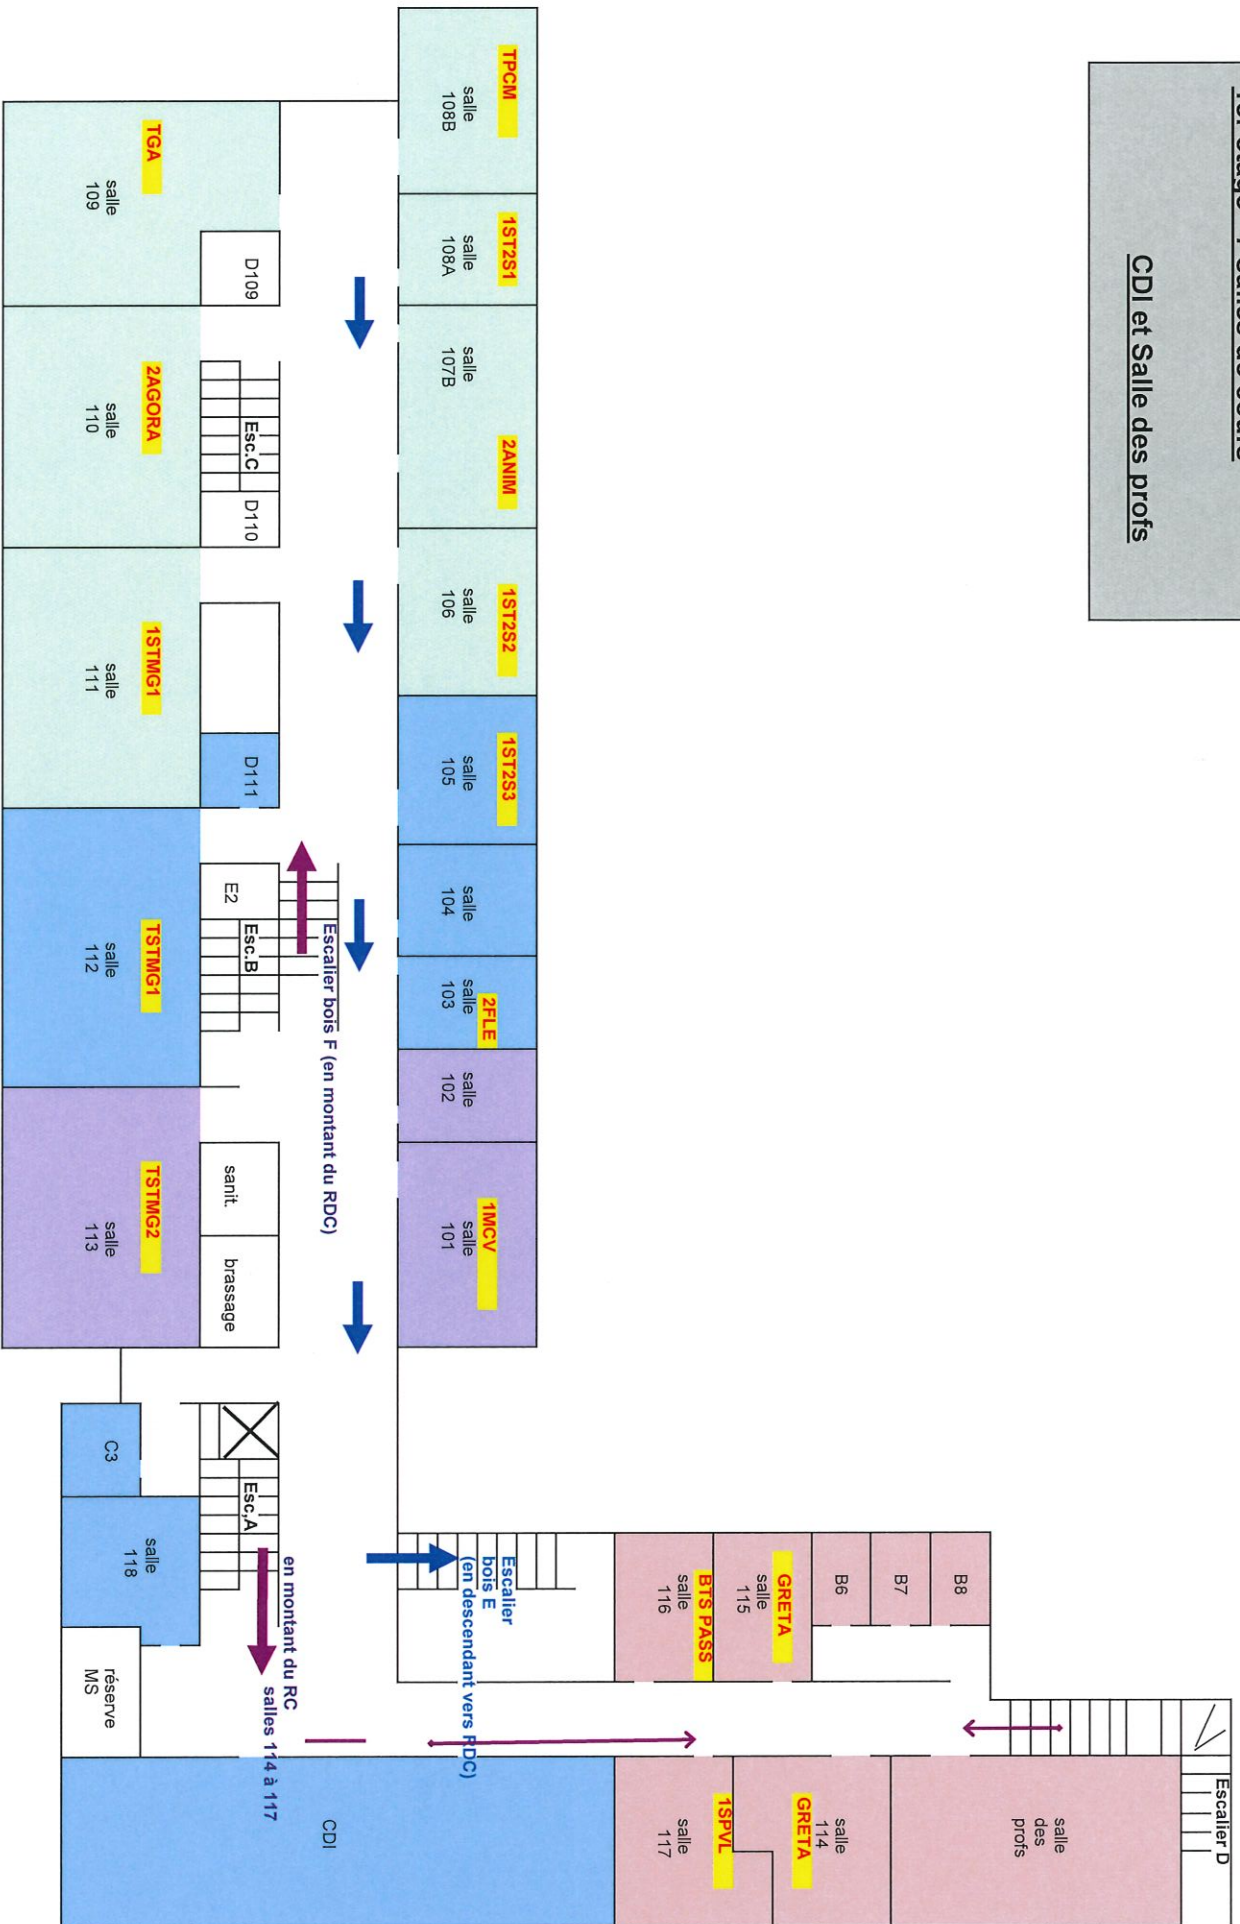 CDI et Salle des profs
TPCM
salle
108B
1ST2S1
salle
108A
salle
107B
2ANIM
1ST2S2
salle
106
1ST2S3
salle
105
salle
104
2FLE
salle
103
salle
102
1MCV
salle
101
TGA
salle
109
D109
2AGORA
salle
110
Esc.C
D110
1STMG1
salle
111
D111
TSTMG1
salle
112
E2
Esc.B
Escalier bois F (en montant du RDC)
TSTMG2
salle
113
sanit.
brassage
C3
salle
118
Esc,A
réserve
MS
en montant du RC
salles 114 à 117
Escalier
bois E
(en descendant vers RDC)
CDI
BTS PASS
salle
116
GRETA
salle
115
B6
B7
B8
1SPVL
salle
117
salle
114
GRETA
salle
des
profs
Escalier D